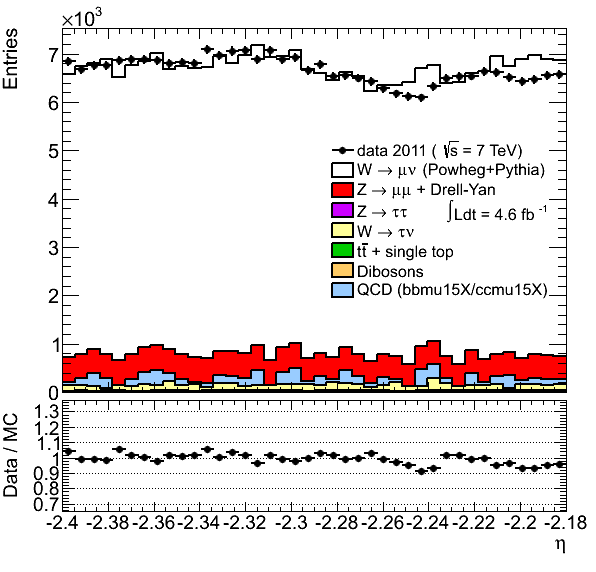 ×10³
Entries
7
6
5
4
3
2
1
0
data 2011 ( √s = 7 TeV)
W → μν (Powheg+Pythia)
Z → μμ + Drell-Yan
Z → ττ
∫Ldt = 4.6 fb⁻¹
W → τν
tt̄ + single top
Dibosons
QCD (bbmu15X/ccmu15X)
Data / MC
1.3
1.2
1.1
1
0.9
0.8
0.7
-2.4 -2.38 -2.36 -2.34 -2.32 -2.3 -2.28 -2.26 -2.24 -2.22 -2.2 -2.18
η